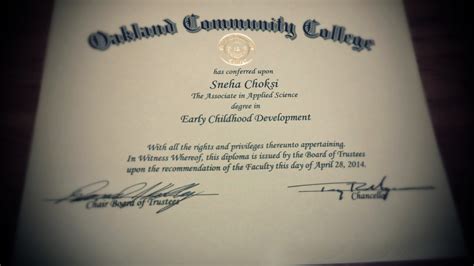 Oakland Community College
has conferred upon
Sneha Choksi
The Associate in Applied Science
degree in
Early Childhood Development
With all the rights and privileges thereunto appertaining.
In Witness Whereof, this diploma is issued by the Board of Trustees
upon the recommendation of the Faculty this day of April 28, 2014.
Chair Board of Trustees
Chancellor